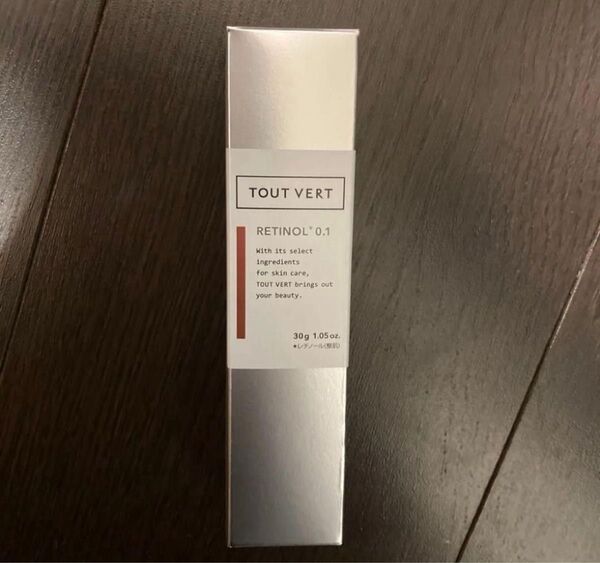 TOUT VERT
RETINOL* 0.1
With its select
ingredients
for skin care,
TOUT VERT brings out
your beauty.
30g 1.05oz.
*レチノール(整肌)